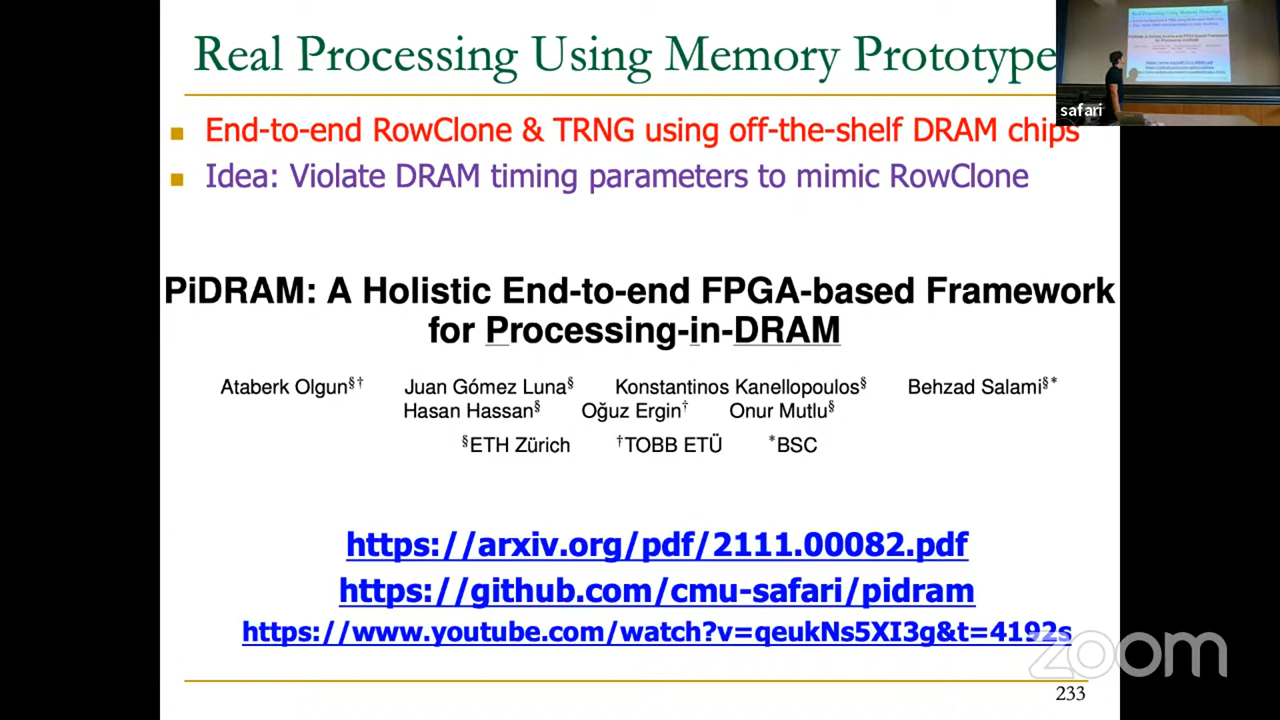 Real Processing Using Memory Prototype
safari
End-to-end RowClone & TRNG using off-the-shelf DRAM chips
Idea: Violate DRAM timing parameters to mimic RowClone
PiDRAM: A Holistic End-to-end FPGA-based Framework
for Processing-in-DRAM
Ataberk Olgun§† Juan Gómez Luna§ Konstantinos Kanellopoulos§ Behzad Salami§*
Hasan Hassan§ Oğuz Ergin† Onur Mutlu§
§ETH Zürich †TOBB ETÜ *BSC
https://arxiv.org/pdf/2111.00082.pdf
https://github.com/cmu-safari/pidram
https://www.youtube.com/watch?v=qeukNs5XI3g&t=4192s
zoom
233